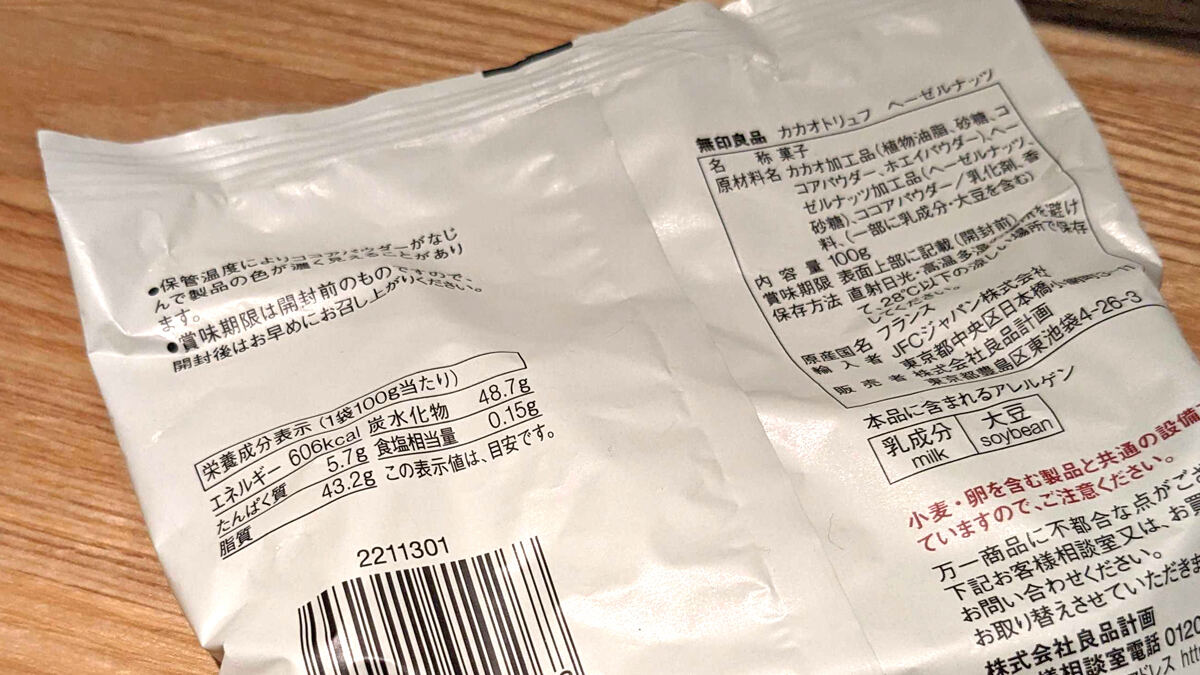 ●保管温度によりココアパウダーがなじ
んで製品の色が濃く見えることがあり
ます。
●賞味期限は開封前のものですので、
開封後はお早めにお召し上がりください。
栄養成分表示(1袋100g当たり)
エネルギー 606kcal 炭水化物 48.7g
たんぱく質 5.7g 食塩相当量 0.15g
脂質 43.2g この表示値は、目安です。
2211301
無印良品 カカオトリュフ ヘーゼルナッツ
名称 菓子
原材料名 カカオ加工品(植物油脂、砂糖、コ
コアパウダー、ホエイパウダー)、ヘー
ゼルナッツ加工品(ヘーゼルナッツ、
砂糖)、ココアパウダー/乳化剤、香
料、(一部に乳成分・大豆を含む)
内容量 100g
賞味期限 表面上部に記載(開封前)
保存方法 直射日光・高温多湿を避け
て、28℃以下の涼しい場所で保存
してください。
原産国名 フランス
輸入者 JFCジャパン株式会社
東京都中央区日本橋小
販売者 株式会社良品計画
東京都豊島区東池袋4-26-3
本品に含まれるアレルゲン
乳成分 大豆
milk soybean
小麦・卵を含む製品と共通の設備
ていますので、ご注意ください。
万一商品に不都合な点がご
下記お客様相談室又は、お買
お問い合わせください。
お取り替えさせていただきま
株式会社良品計画
様相談室電話 0120
ドレス htt